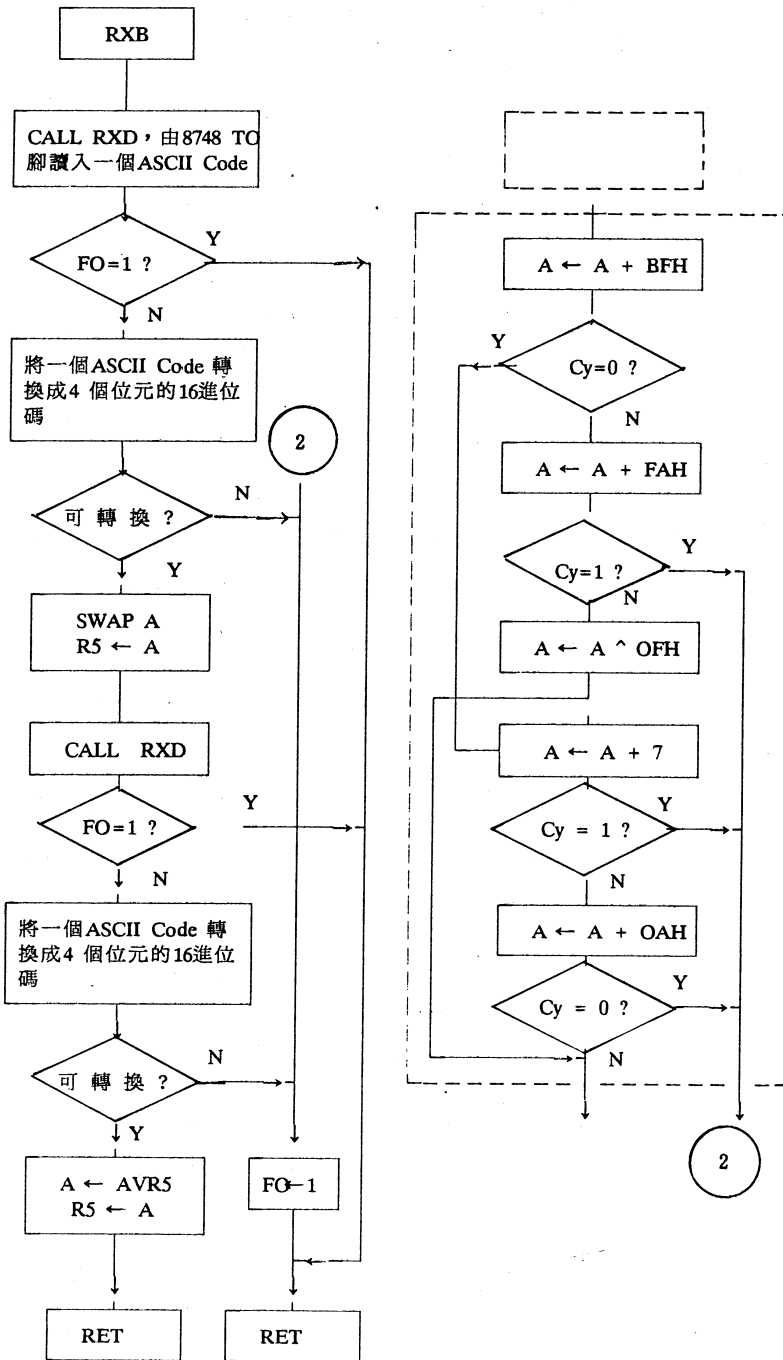 RXB
CALL RXD，由8748 TO
腳讀入一個ASCII Code
FO=1 ?
Y
N
將一個ASCII Code 轉
換成4 個位元的16進位
碼
2
可 轉 換 ?
N
Y
SWAP A
R5 ← A
CALL RXD
FO=1 ?
Y
N
將一個ASCII Code 轉
換成4 個位元的16進位
碼
可 轉 換 ?
N
Y
A ← AVR5
R5 ← A
FO←1
RET
RET
A ← A + BFH
Y
Cy=0 ?
N
A ← A + FAH
Cy=1 ?
Y
N
A ← A ^ OFH
A ← A + 7
Cy = 1 ?
Y
N
A ← A + OAH
Cy = 0 ?
Y
N
2